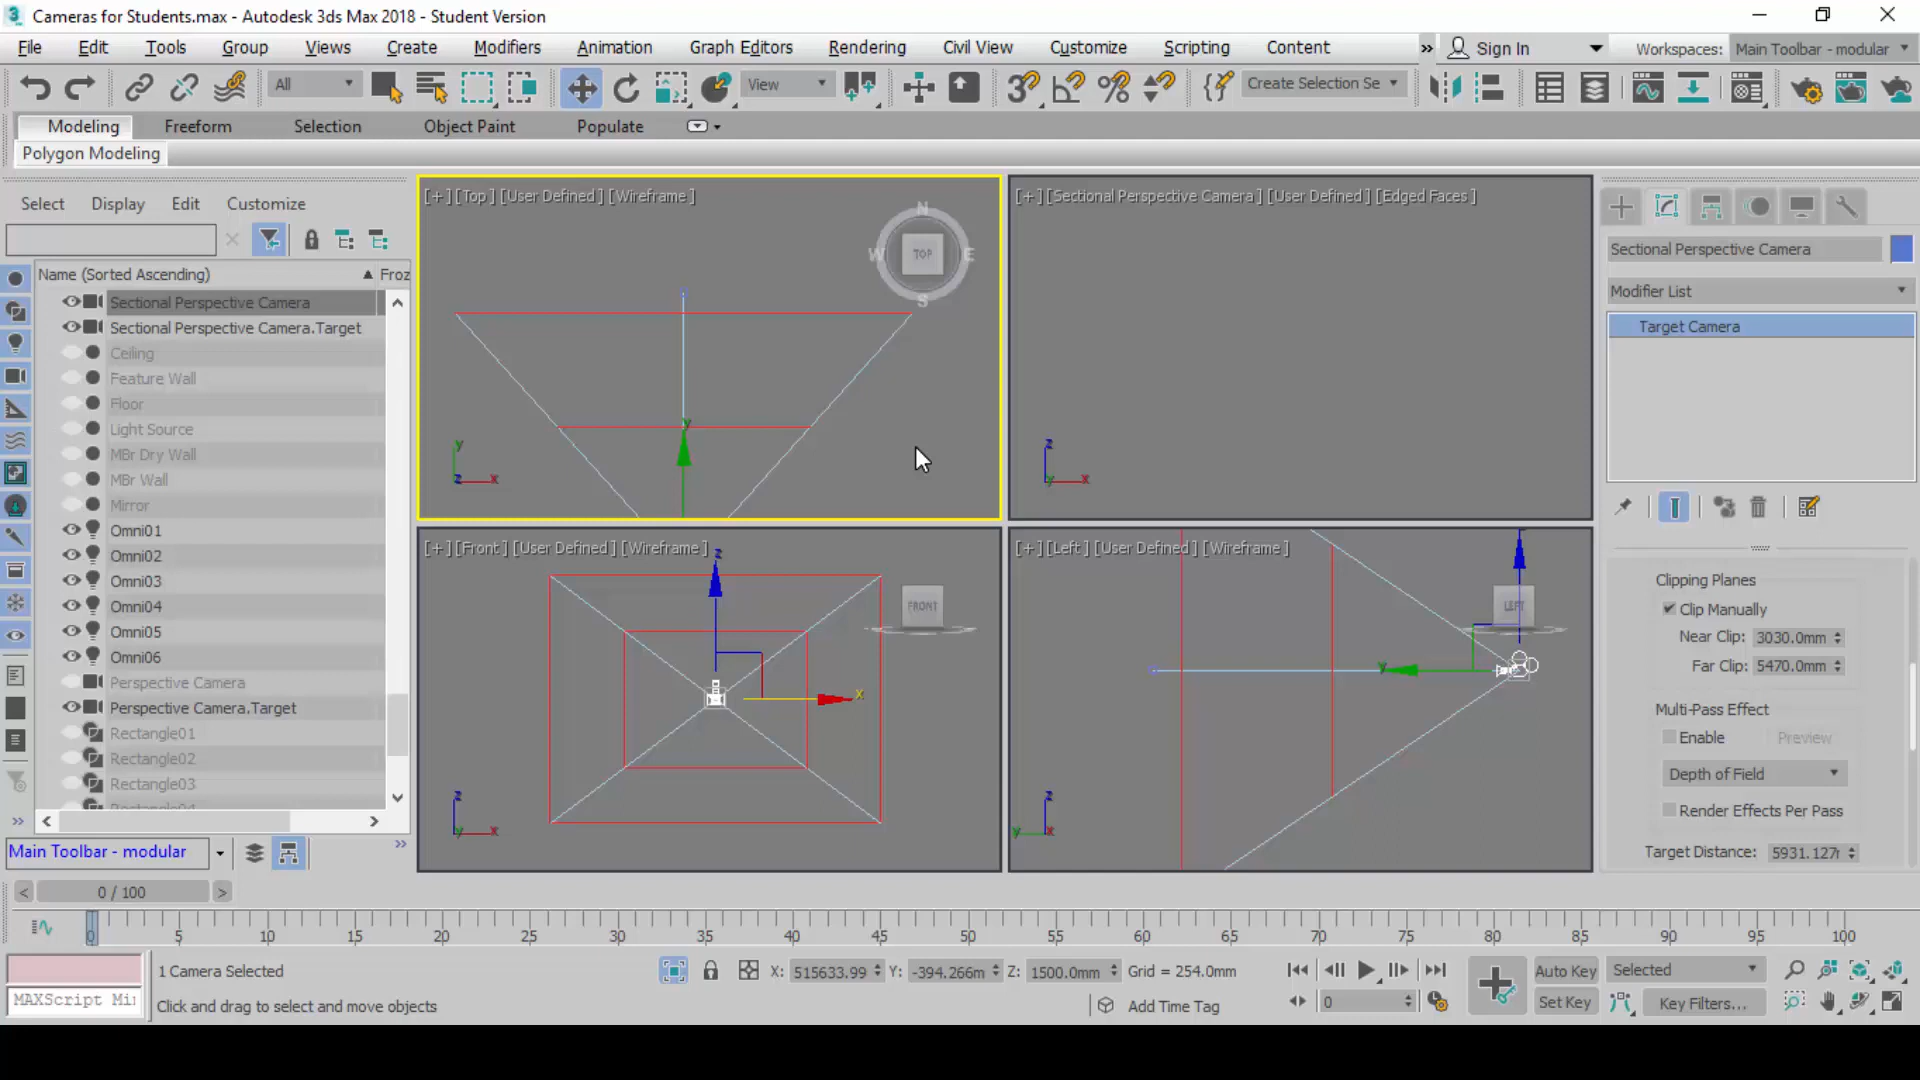 Cameras for Students.max - Autodesk 3ds Max 2018 - Student Version
File Edit Tools Group Views Create Modifiers Animation Graph Editors Rendering Civil View Customize Scripting Content » Sign In Workspaces: Main Toolbar - modular
All View Create Selection Se
Modeling Freeform Selection Object Paint Populate
Polygon Modeling
Select Display Edit Customize
Name (Sorted Ascending) Froz
Sectional Perspective Camera
Sectional Perspective Camera.Target
Ceiling
Feature Wall
Floor
Light Source
MBr Dry Wall
MBr Wall
Mirror
Omni01
Omni02
Omni03
Omni04
Omni05
Omni06
Perspective Camera
Perspective Camera.Target
Rectangle01
Rectangle02
Rectangle03
Main Toolbar - modular
[+] [Top] [User Defined] [Wireframe]
N
W TOP E
S
y
y
z x
[+] [Sectional Perspective Camera] [User Defined] [Edged Faces]
z
y x
[+] [Front] [User Defined] [Wireframe]
z
FRONT
x
z
y x
[+] [Left] [User Defined] [Wireframe]
LEFT
y
z
y x
Sectional Perspective Camera
Modifier List
Target Camera
Clipping Planes
Clip Manually
Near Clip: 3030.0mm
Far Clip: 5470.0mm
Multi-Pass Effect
Enable Preview
Depth of Field
Render Effects Per Pass
Target Distance: 5931.127
< 0 / 100 >
0 5 10 15 20 25 30 35 40 45 50 55 60 65 70 75 80 85 90 95 100
1 Camera Selected X: 515633.99 Y: -394.266m Z: 1500.0mm Grid = 254.0mm Auto Key Selected
MAXScript Mi
Click and drag to select and move objects Add Time Tag 0 Set Key Key Filters...